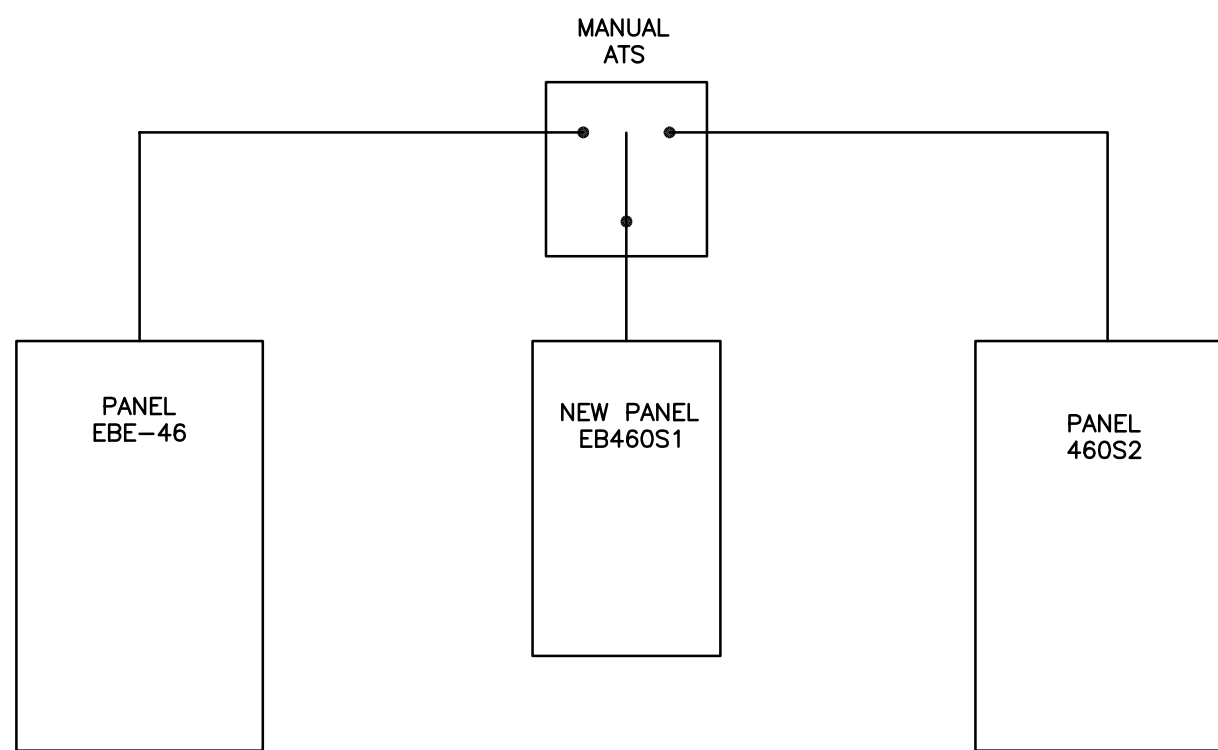 MANUAL
ATS
PANEL
EBE-46
NEW PANEL
EB460S1
PANEL
460S2